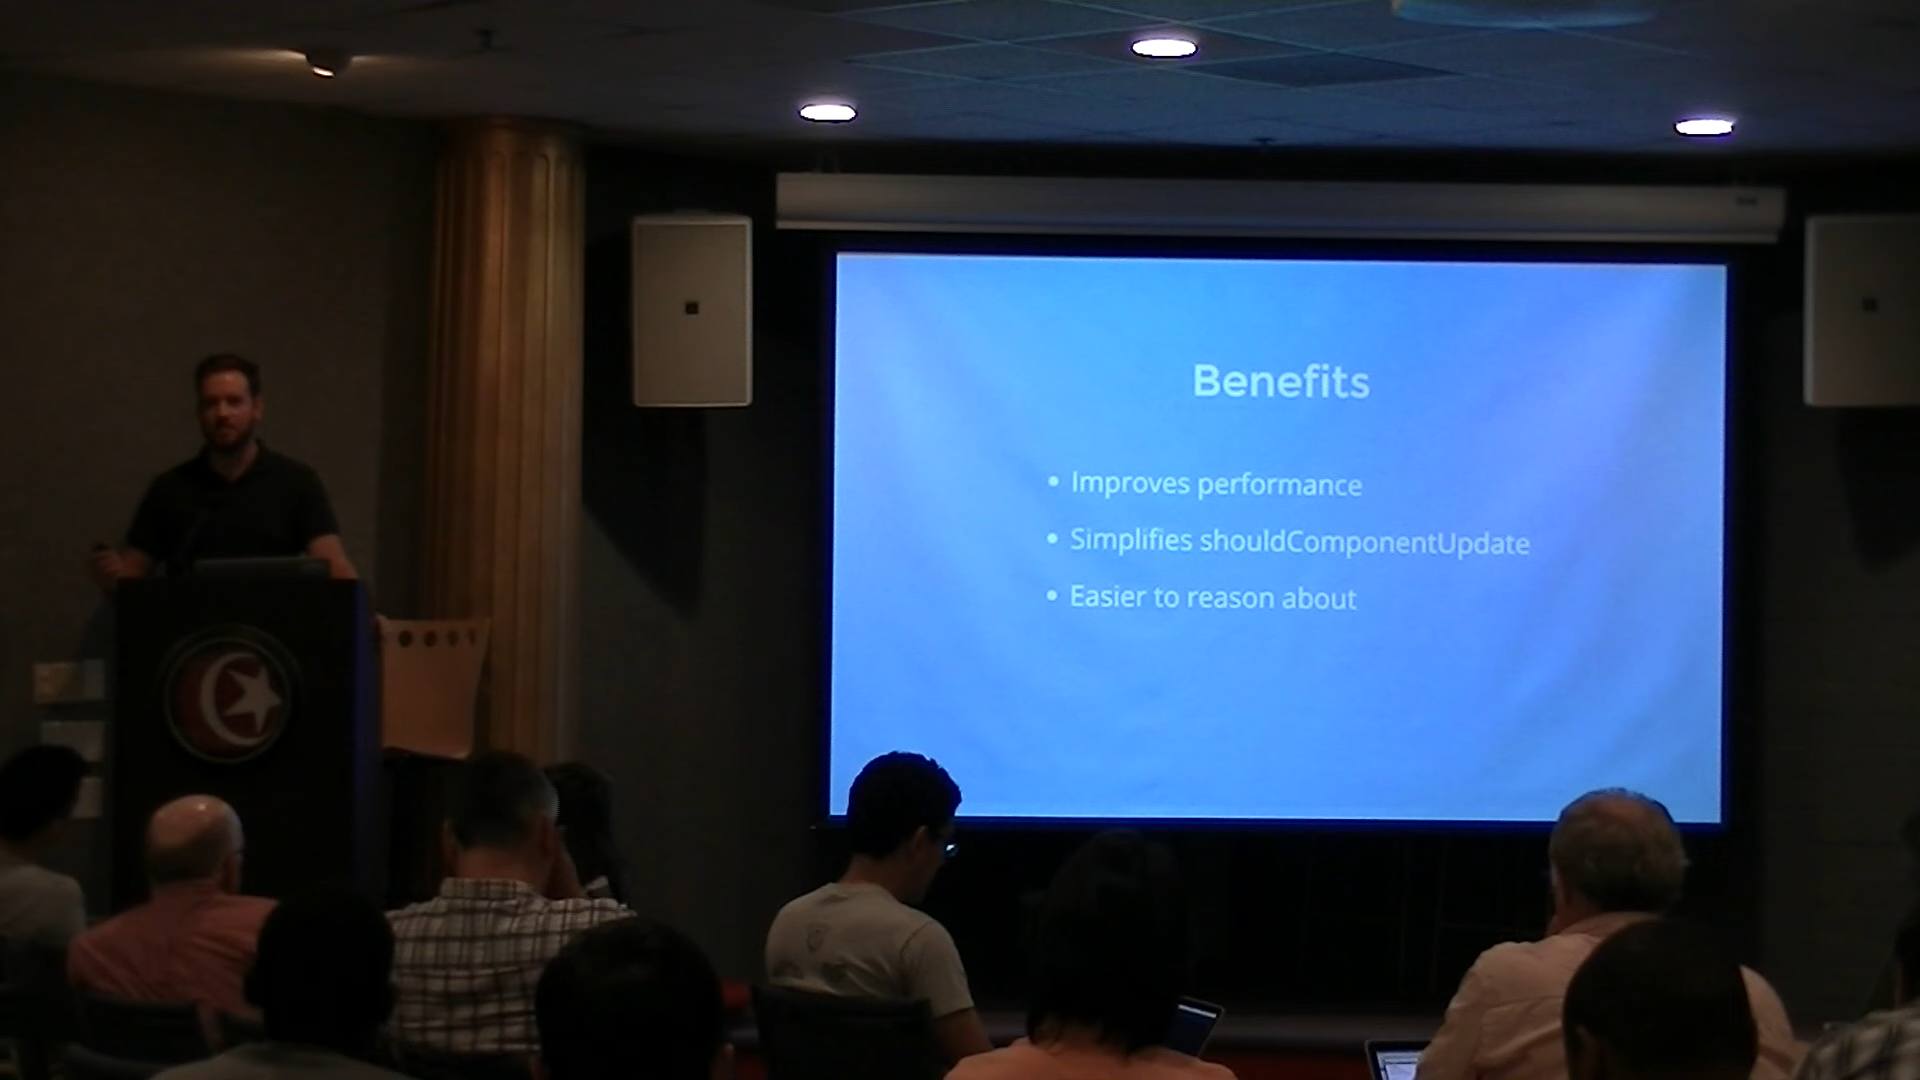 Benefits
• Improves performance
• Simplifies shouldComponentUpdate
• Easier to reason about